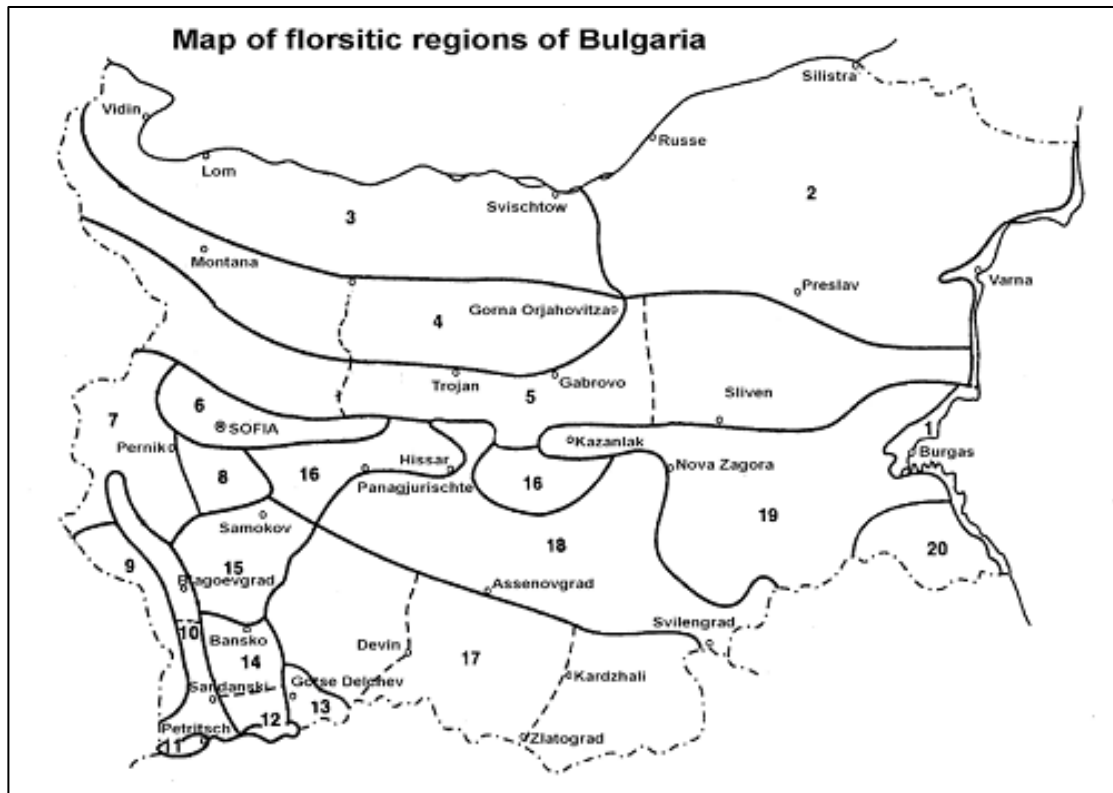 Map of florsitic regions of Bulgaria
Silistra
Vidin
Russe
Lom
Svischtow
2
3
Montana
Varna
Preslav
Gorna Orjahovitza
4
Trojan
Gabrovo
5
Sliven
6
7
SOFIA
1
Pernik
Kazanlak
Burgas
Hissar
Nova Zagora
8
16
Panagjurischte
16
Samokov
19
18
20
9
15
Blagoevgrad
Assenovgrad
10
Svilengrad
Bansko
Devin
14
17
Kardzhali
Sandanski
Gotse Delchev
13
12
Petritsch
11
Zlatograd